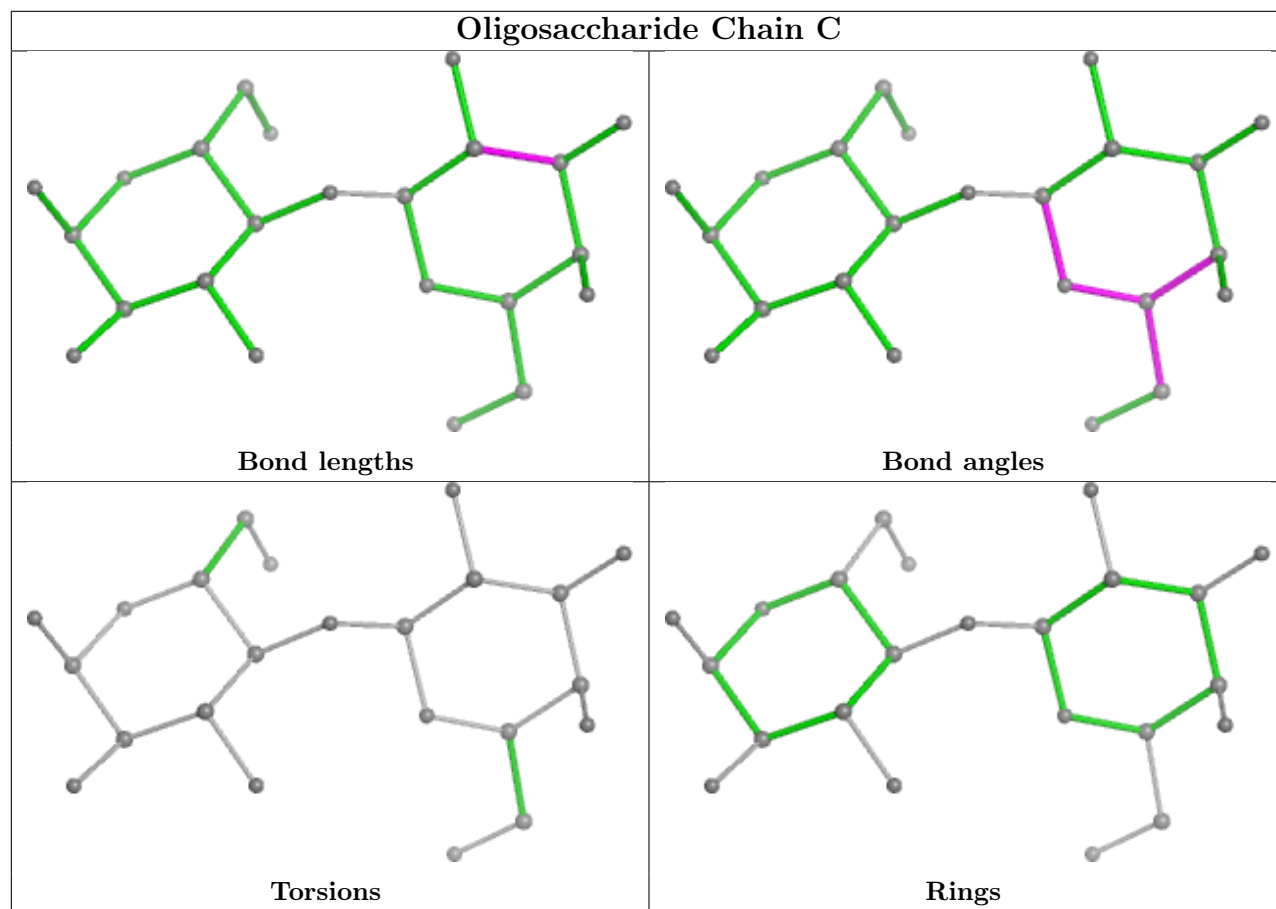 Oligosaccharide Chain C
Bond lengths
Bond angles
Torsions
Rings